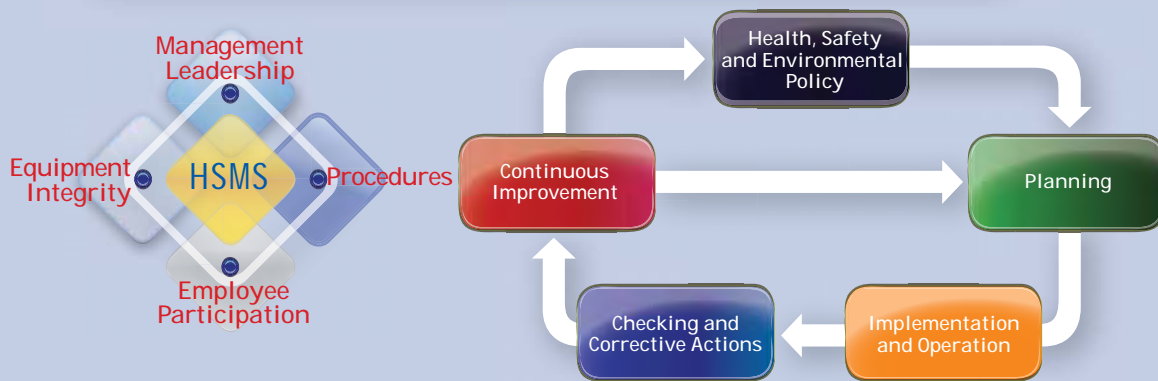 Management
Leadership
Equipment
Integrity
HSMS
Procedures
Employee
Participation
Health, Safety
and Environmental
Policy
Continuous
Improvement
Planning
Checking and
Corrective Actions
Implementation
and Operation